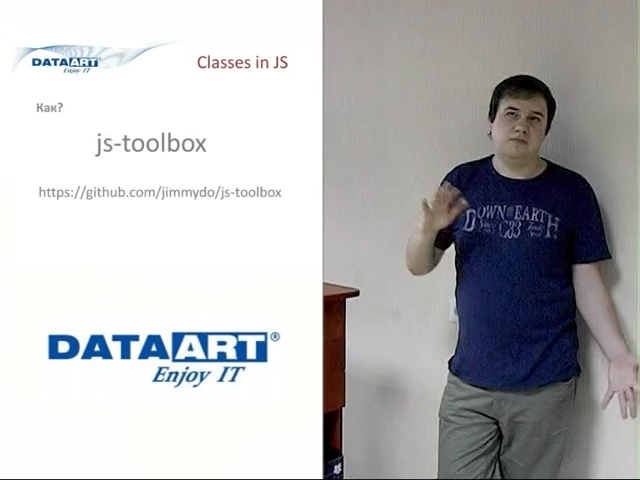 DATAART
Enjoy IT
Classes in JS
Как?
js-toolbox
https://github.com/jimmydo/js-toolbox
DATAART®
Enjoy IT
DOWN TO EARTH